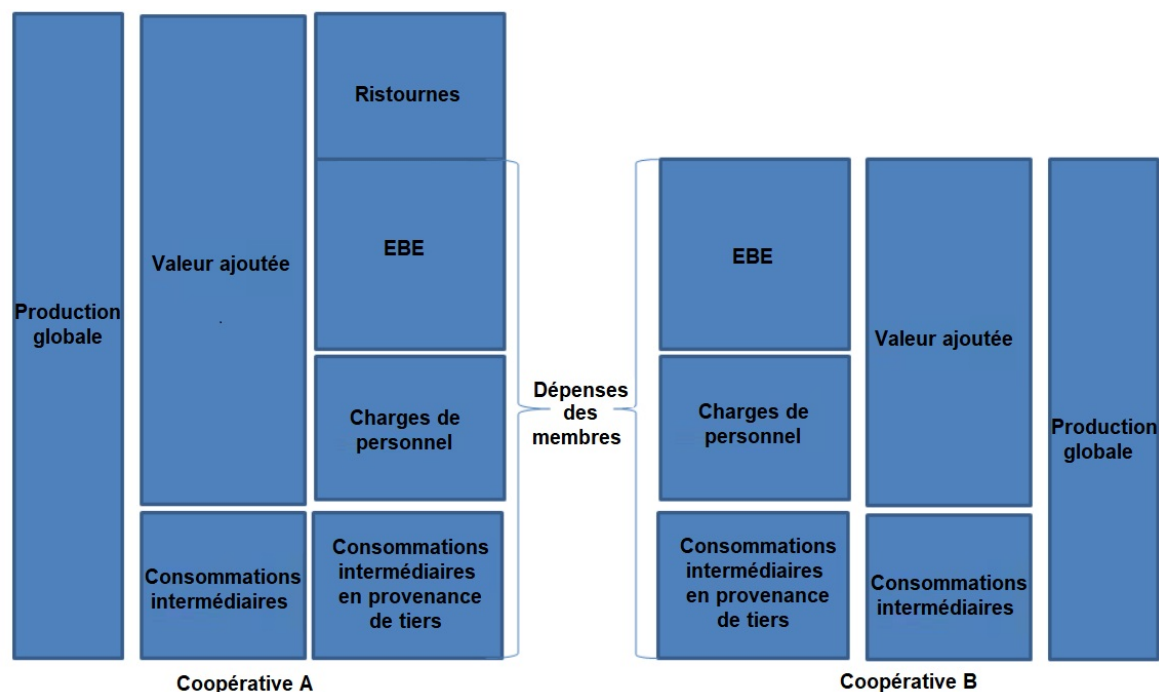 Ristournes
EBE
Valeur ajoutée
Production
globale
Charges de
personnel
Consommations
intermédiaires
Consommations
intermédiaires
en provenance
de tiers
Coopérative A
Dépenses
des
membres
EBE
Valeur ajoutée
Charges de
personnel
Production
globale
Consommations
intermédiaires
en provenance
de tiers
Consommations
intermédiaires
Coopérative B